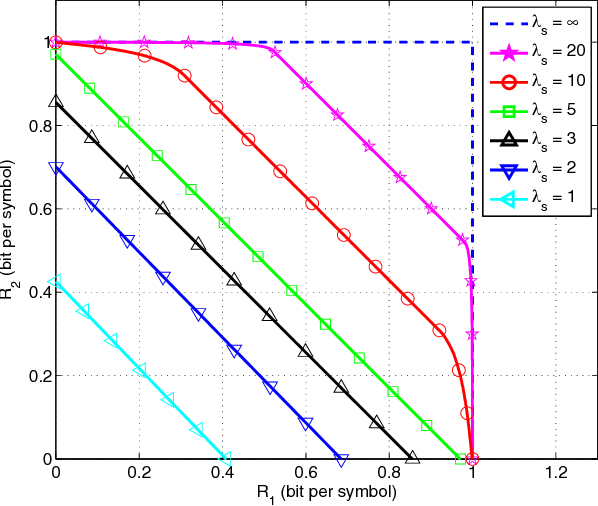 λs = ∞
λs = 20
λs = 10
λs = 5
λs = 3
λs = 2
λs = 1
1
0.8
0.6
0.4
0.2
0
0 0.2 0.4 0.6 0.8 1 1.2
R2 (bit per symbol)
R1 (bit per symbol)